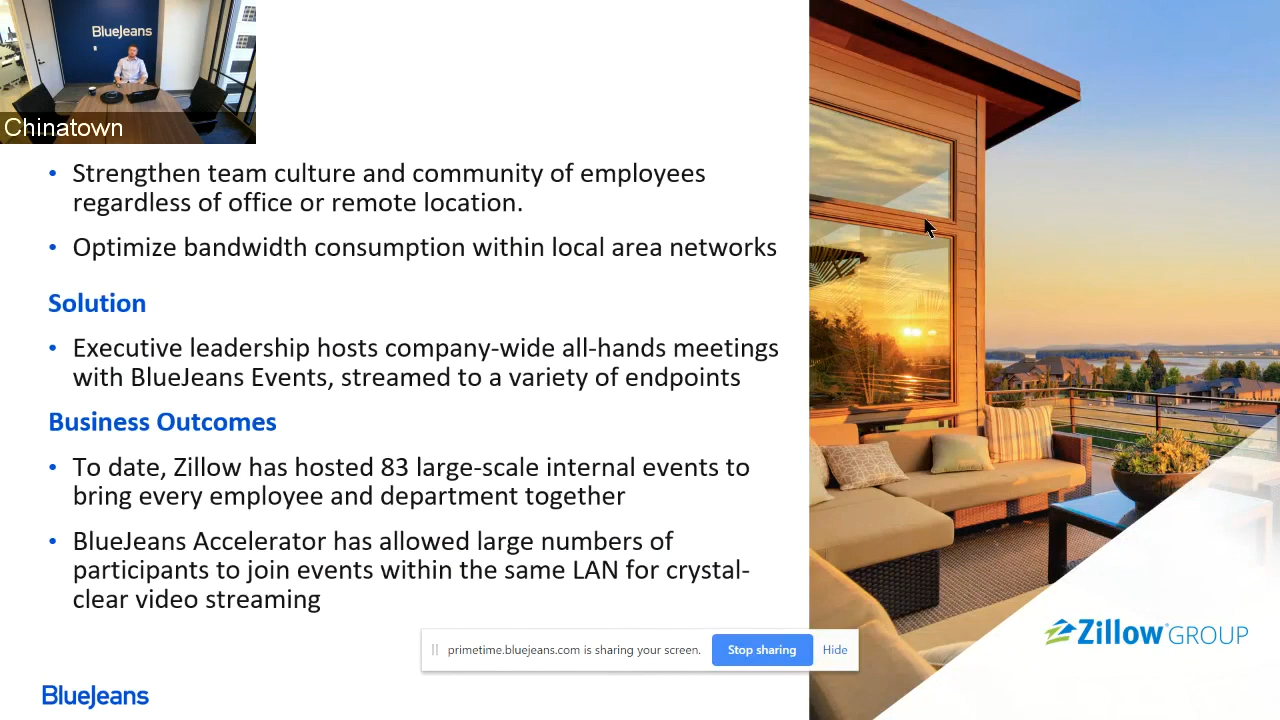 BlueJeans
Chinatown
• Strengthen team culture and community of employees
regardless of office or remote location.
• Optimize bandwidth consumption within local area networks
Solution
• Executive leadership hosts company-wide all-hands meetings
with BlueJeans Events, streamed to a variety of endpoints
Business Outcomes
• To date, Zillow has hosted 83 large-scale internal events to
bring every employee and department together
• BlueJeans Accelerator has allowed large numbers of
participants to join events within the same LAN for crystal-
clear video streaming
primetime.bluejeans.com is sharing your screen.
Stop sharing
Hide
Zillow® GROUP
BlueJeans